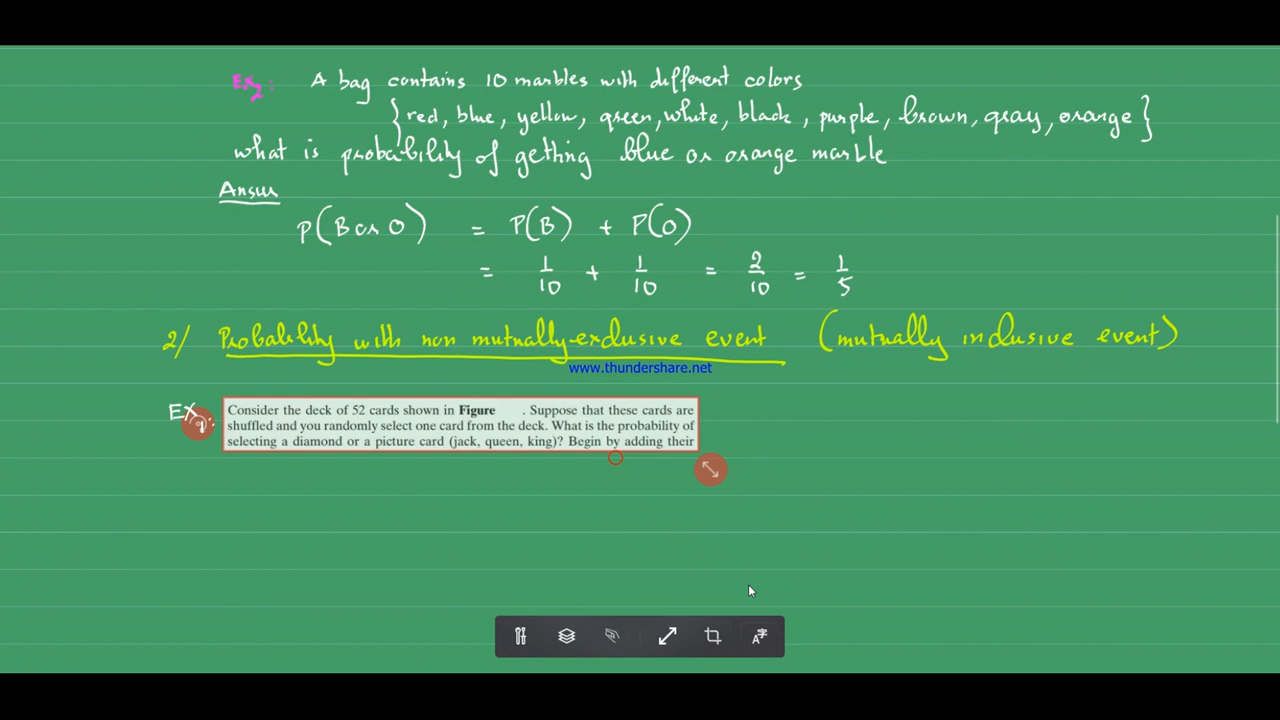 Ex: A bag contains 10 marbles with different colors
{red, blue, yellow, green, white, black, purple, brown, gray, orange}
what is probability of getting blue or orange marble
Answer
P(B or O) = P(B) + P(O)
= 1/10 + 1/10 = 2/10 = 1/5
2/ Probability with non mutually-exclusive event (mutually inclusive event)
www.thundershare.net
EX:
Consider the deck of 52 cards shown in Figure . Suppose that these cards are
shuffled and you randomly select one card from the deck. What is the probability of
selecting a diamond or a picture card (jack, queen, king)? Begin by adding their